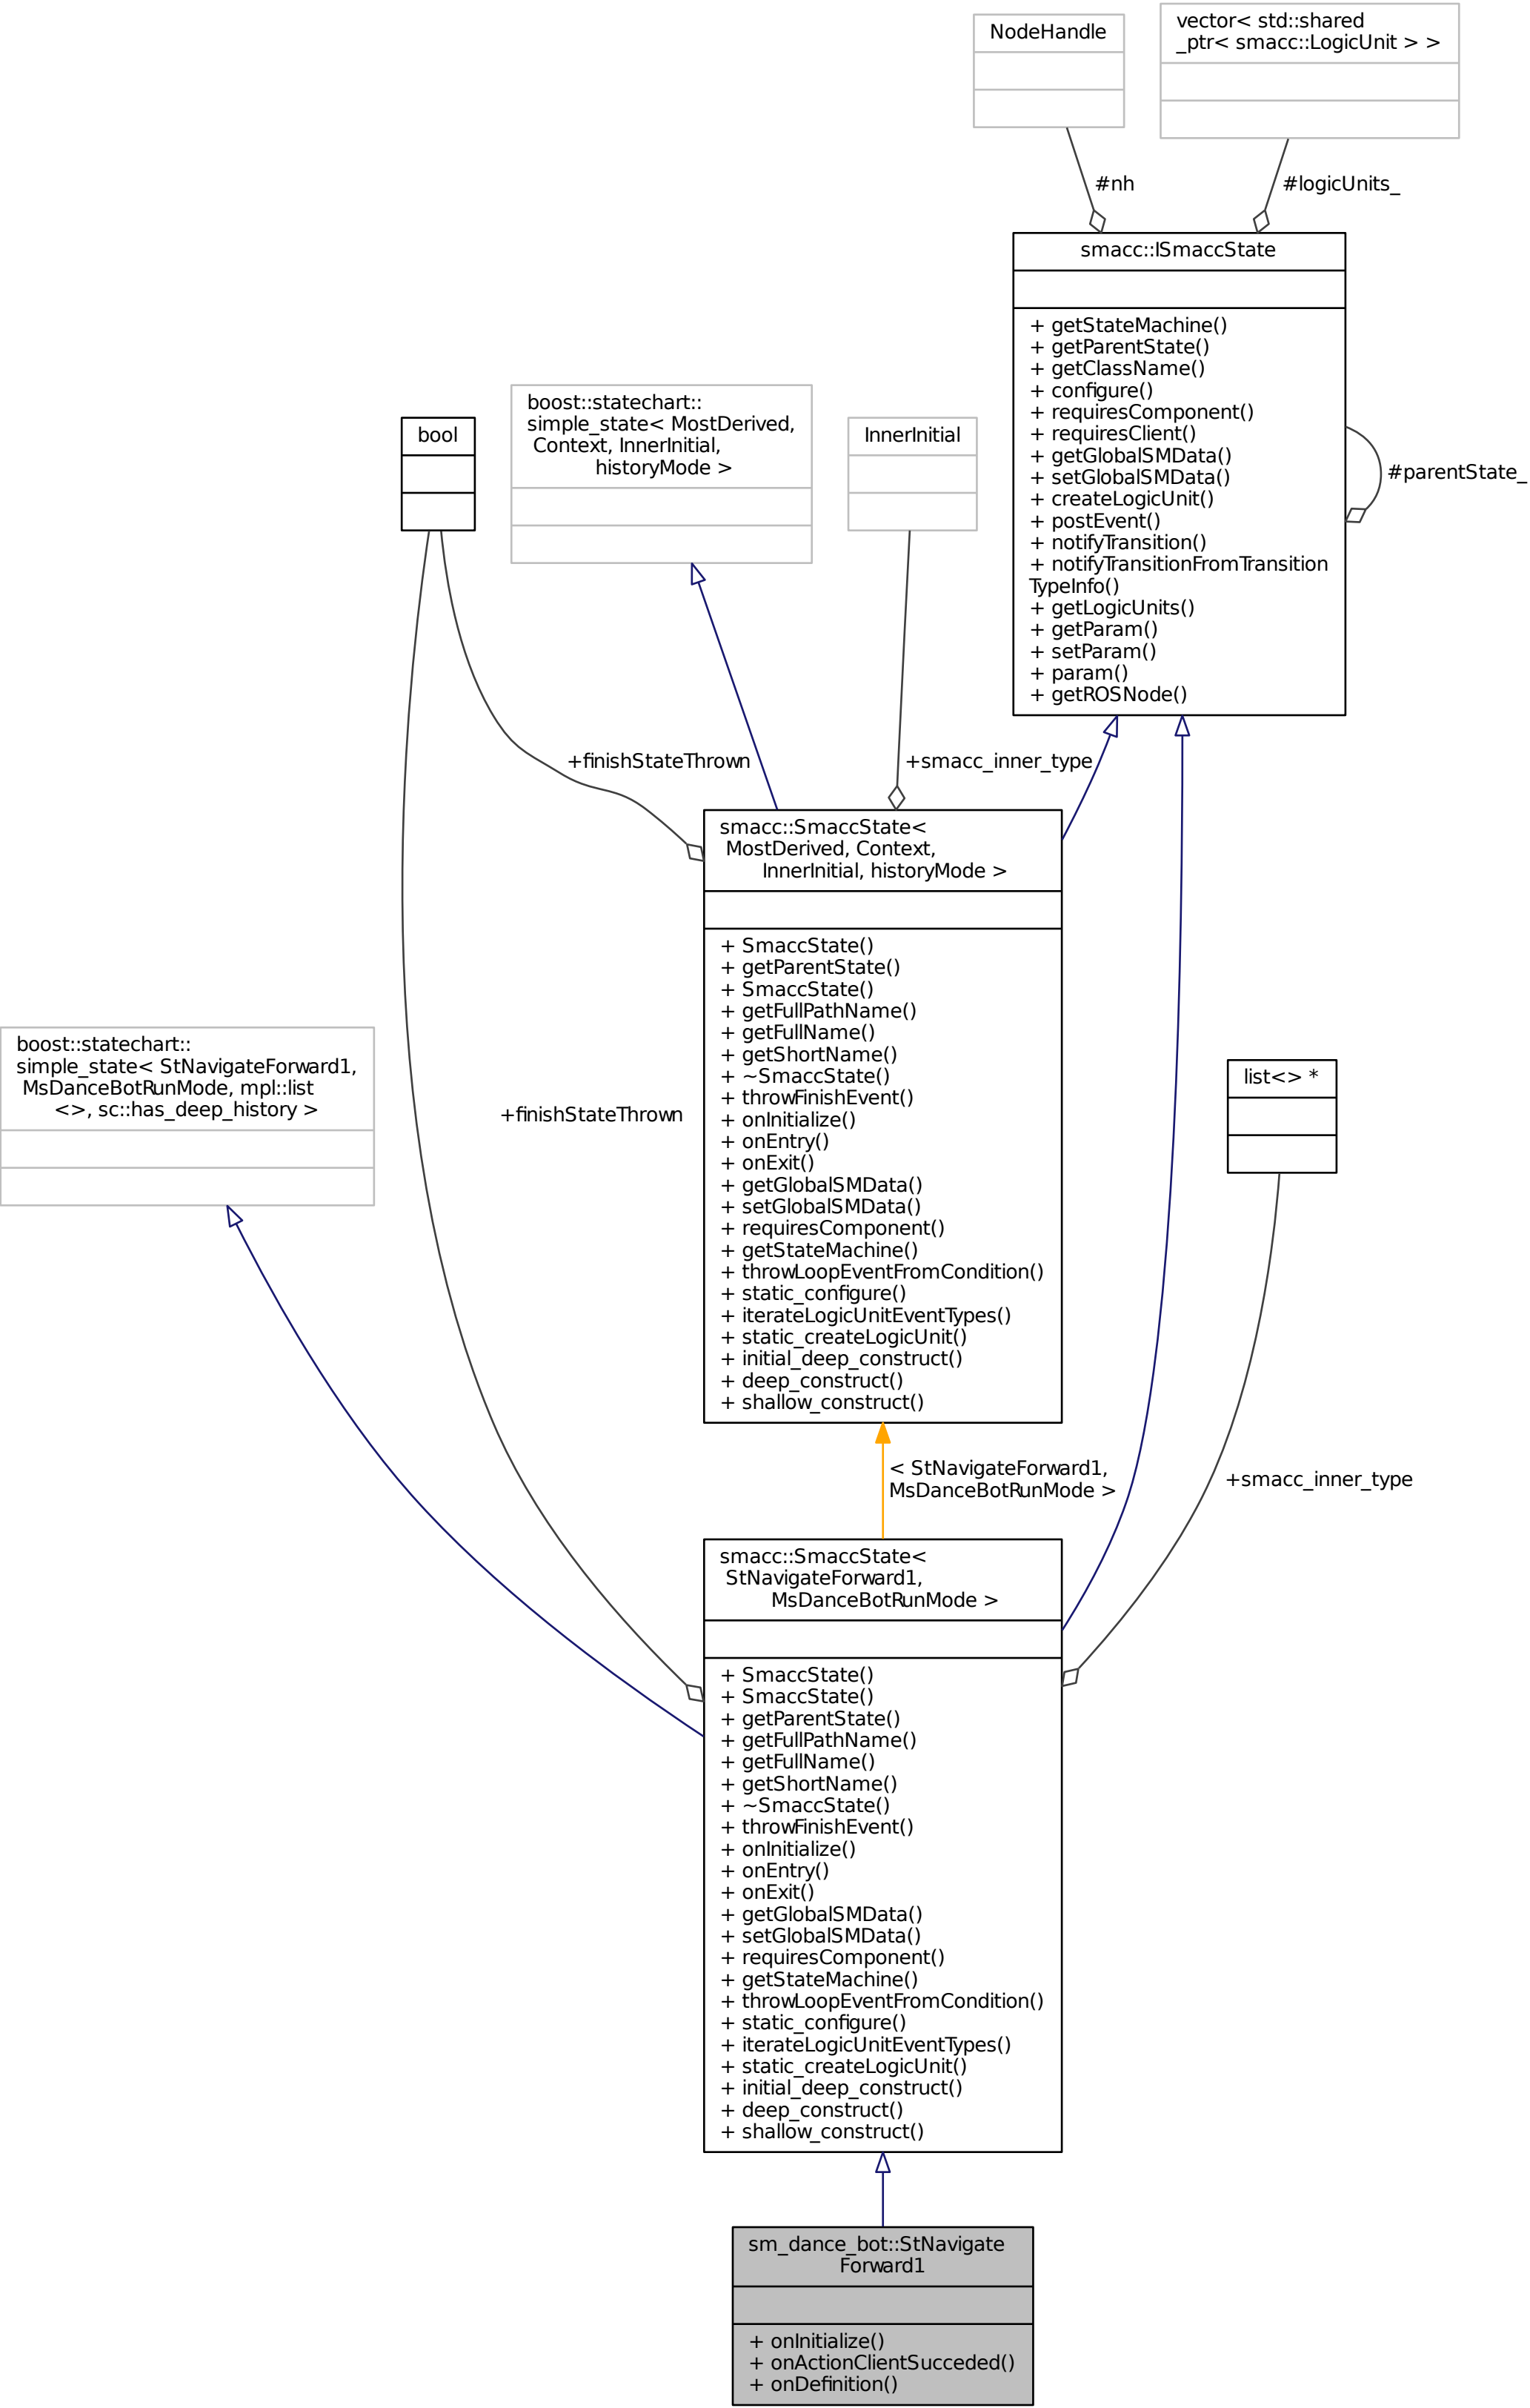 NodeHandle
vector< std::shared
_ptr< smacc::LogicUnit > >
#nh
#logicUnits_
smacc::ISmaccState
+ getStateMachine()
+ getParentState()
+ getClassName()
+ configure()
+ requiresComponent()
+ requiresClient()
+ getGlobalSMData()
+ setGlobalSMData()
+ createLogicUnit()
+ postEvent()
+ notifyTransition()
+ notifyTransitionFromTransition
TypeInfo()
+ getLogicUnits()
+ getParam()
+ setParam()
+ param()
+ getROSNode()
#parentState_
bool
boost::statechart::
simple_state< MostDerived,
Context, InnerInitial,
historyMode >
InnerInitial
+finishStateThrown
+smacc_inner_type
smacc::SmaccState<
MostDerived, Context,
InnerInitial, historyMode >
+ SmaccState()
+ getParentState()
+ SmaccState()
+ getFullPathName()
+ getFullName()
+ getShortName()
+ ~SmaccState()
+ throwFinishEvent()
+ onInitialize()
+ onEntry()
+ onExit()
+ getGlobalSMData()
+ setGlobalSMData()
+ requiresComponent()
+ getStateMachine()
+ throwLoopEventFromCondition()
+ static_configure()
+ iterateLogicUnitEventTypes()
+ static_createLogicUnit()
+ initial_deep_construct()
+ deep_construct()
+ shallow_construct()
boost::statechart::
simple_state< StNavigateForward1,
MsDanceBotRunMode, mpl::list
<>, sc::has_deep_history >
+finishStateThrown
list<> *
< StNavigateForward1,
MsDanceBotRunMode >
+smacc_inner_type
smacc::SmaccState<
StNavigateForward1,
MsDanceBotRunMode >
+ SmaccState()
+ SmaccState()
+ getParentState()
+ getFullPathName()
+ getFullName()
+ getShortName()
+ ~SmaccState()
+ throwFinishEvent()
+ onInitialize()
+ onEntry()
+ onExit()
+ getGlobalSMData()
+ setGlobalSMData()
+ requiresComponent()
+ getStateMachine()
+ throwLoopEventFromCondition()
+ static_configure()
+ iterateLogicUnitEventTypes()
+ static_createLogicUnit()
+ initial_deep_construct()
+ deep_construct()
+ shallow_construct()
sm_dance_bot::StNavigate
Forward1
+ onInitialize()
+ onActionClientSucceded()
+ onDefinition()